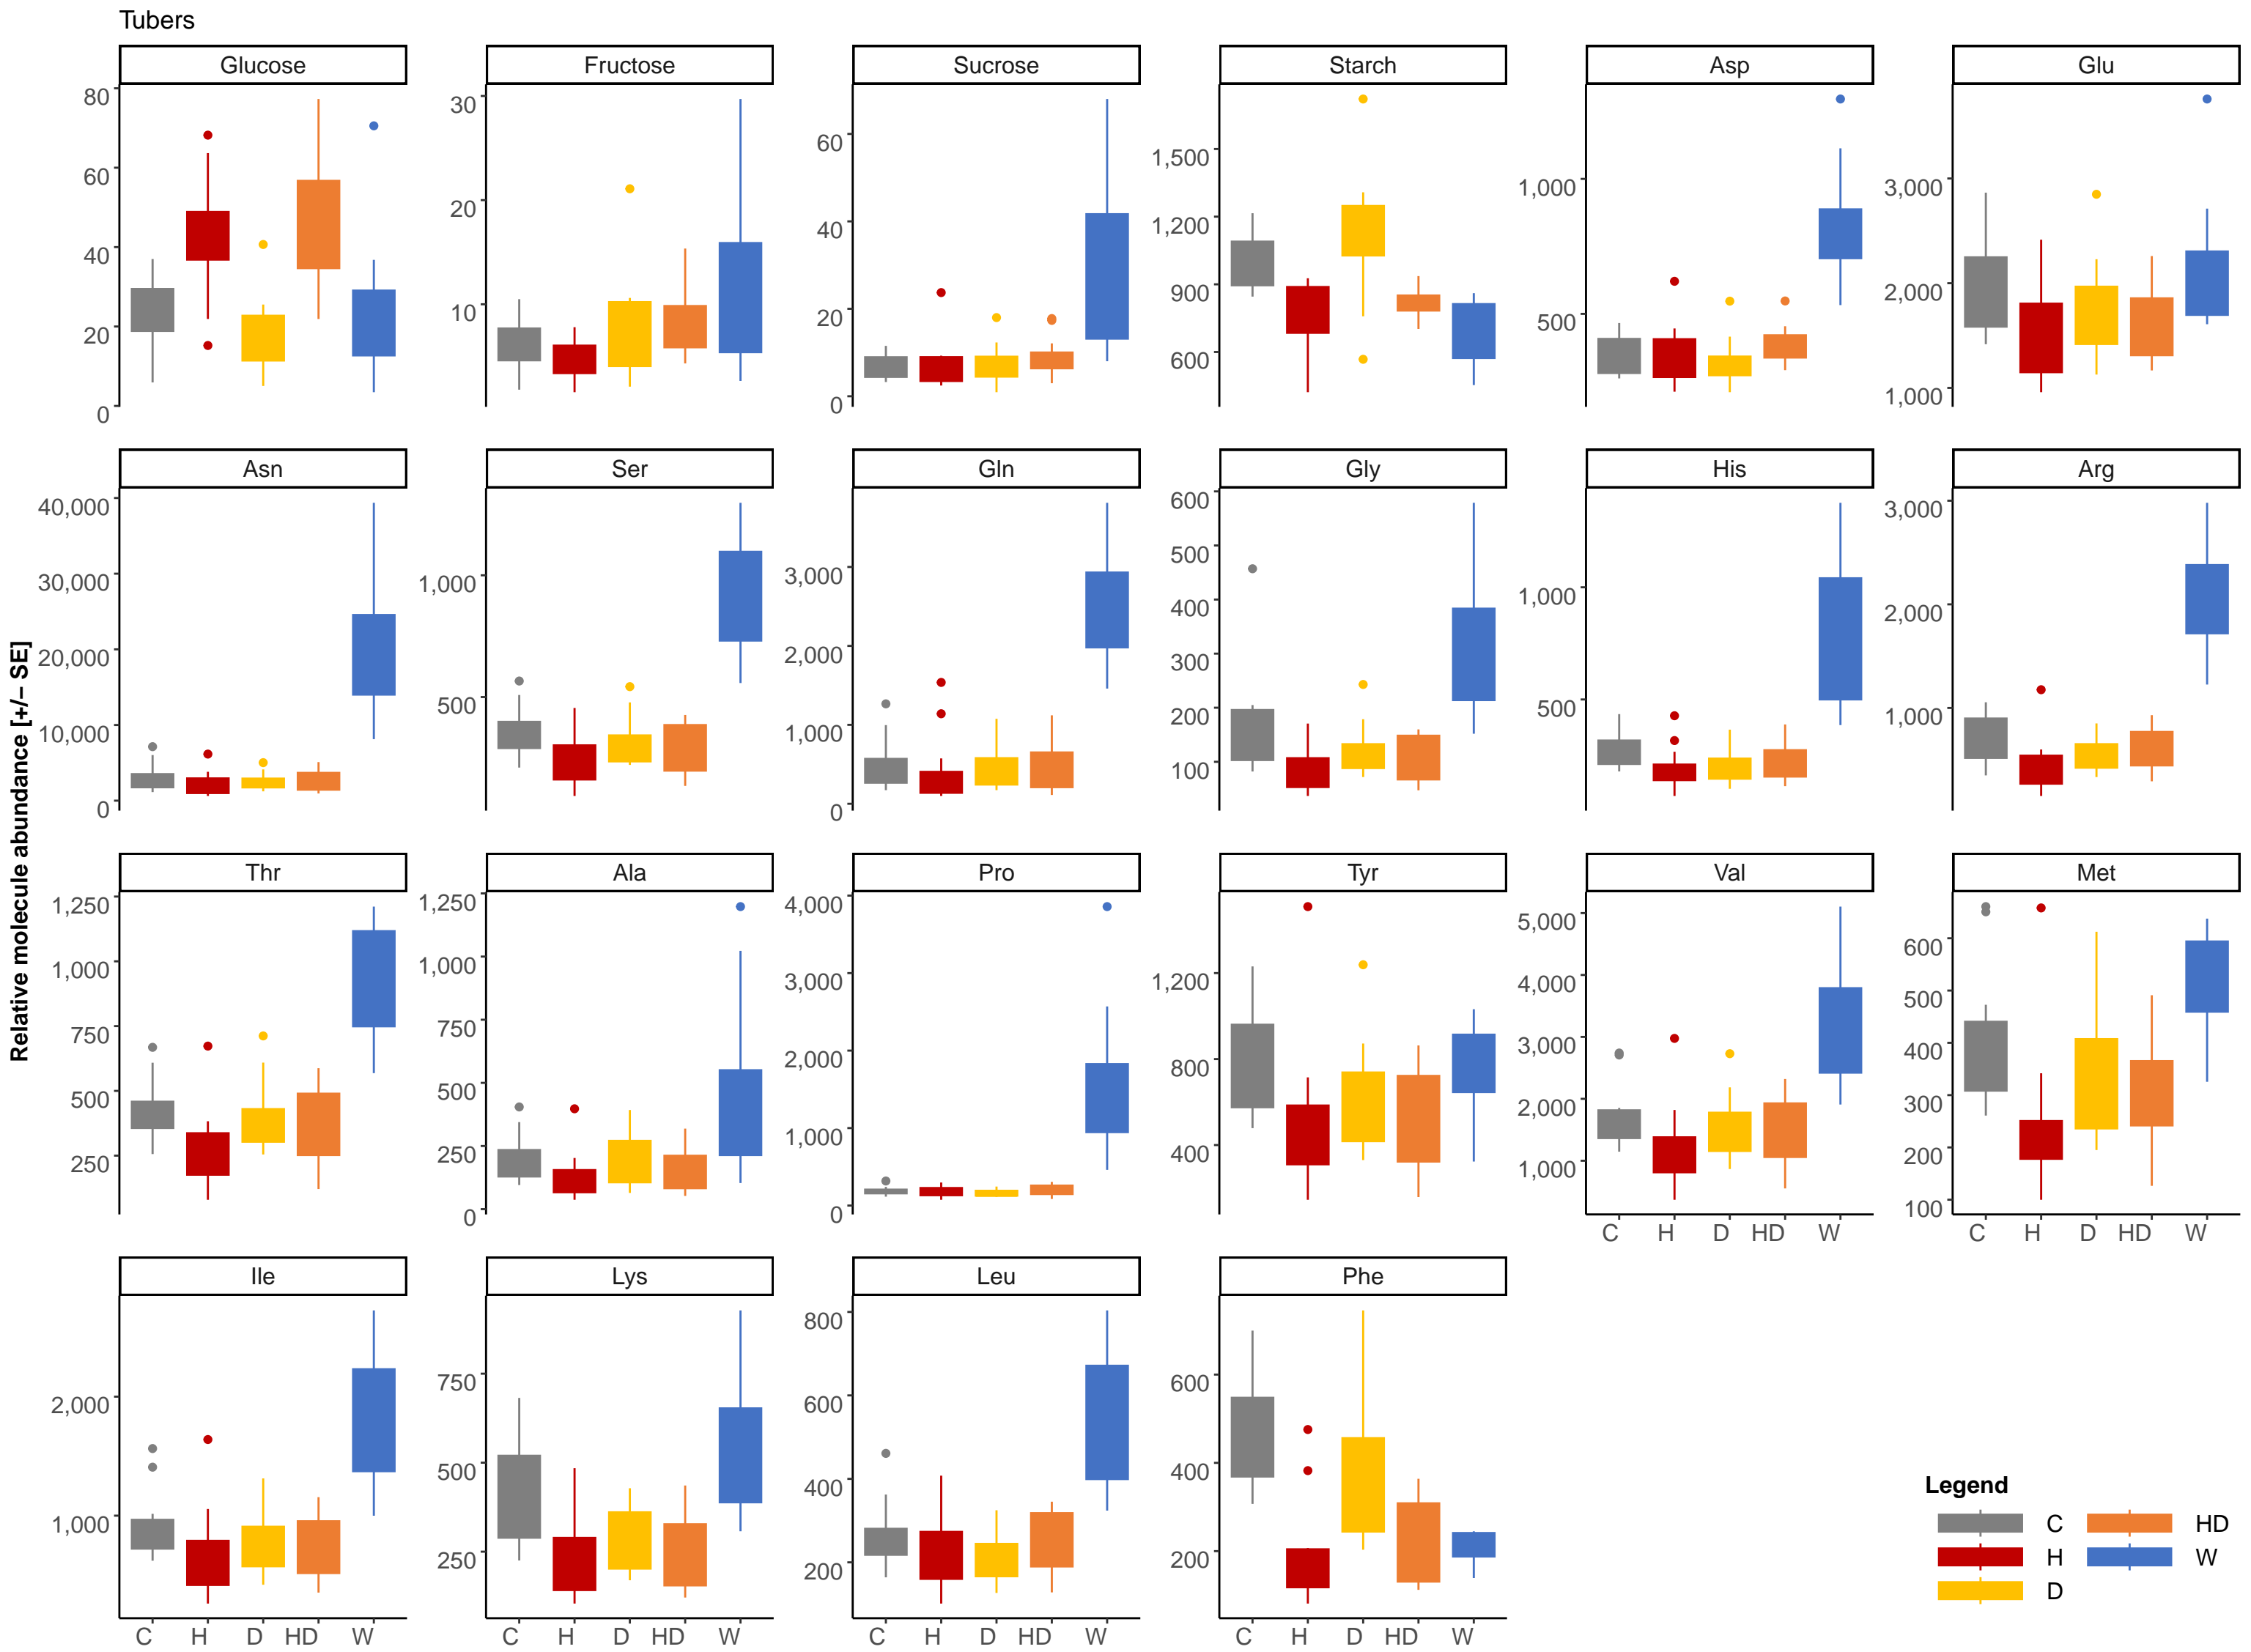 Tubers
Glucose
Fructose
Sucrose
Starch
Asp
Glu
80
60
40
20
0
30
20
10
60
40
20
0
1,500
1,200
900
600
1,000
500
3,000
2,000
1,000
Asn
Ser
Gln
Gly
His
Arg
40,000
30,000
20,000
10,000
0
1,000
500
3,000
2,000
1,000
0
600
500
400
300
200
100
1,000
500
3,000
2,000
1,000
Relative molecule abundance [+/− SE]
Thr
Ala
Pro
Tyr
Val
Met
1,250
1,000
750
500
250
1,250
1,000
750
500
250
0
4,000
3,000
2,000
1,000
0
1,200
800
400
5,000
4,000
3,000
2,000
1,000
600
500
400
300
200
100
C H D HD W
C H D HD W
Ile
Lys
Leu
Phe
2,000
1,000
750
500
250
800
600
400
200
600
400
200
C H D HD W
C H D HD W
C H D HD W
C H D HD W
Legend
C HD
H W
D